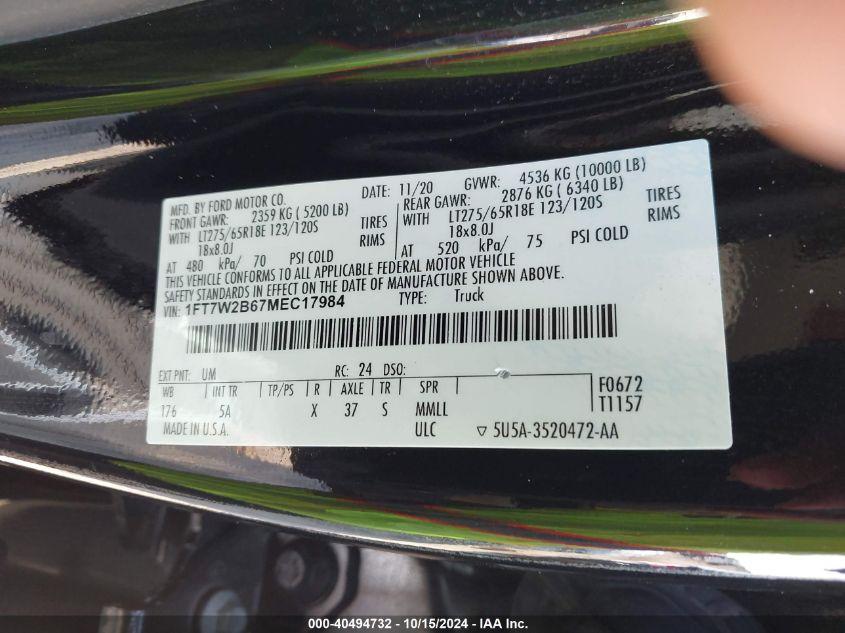 MFD. BY FORD MOTOR CO.
DATE: 11/20 GVWR: 4536 KG (10000 LB)
FRONT GAWR: 2359 KG ( 5200 LB)
REAR GAWR: 2876 KG ( 6340 LB)
WITH LT275/65R18E 123/120S TIRES
WITH LT275/65R18E 123/120S TIRES
18x8.0J RIMS
18x8.0J RIMS
AT 480 kPa/ 70 PSI COLD
AT 520 kPa/ 75 PSI COLD
THIS VEHICLE CONFORMS TO ALL APPLICABLE FEDERAL MOTOR VEHICLE
SAFETY STANDARDS IN EFFECT ON THE DATE OF MANUFACTURE SHOWN ABOVE.
VIN: 1FT7W2B67MEC17984 TYPE: Truck
EXT PNT: UM RC: 24 DSO:
WB INT TR TP/PS R AXLE TR SPR F0672
176 5A X 37 S MMLL T1157
MADE IN U.S.A. ULC ▽ 5U5A-3520472-AA
000-40494732 - 10/15/2024 - IAA Inc.